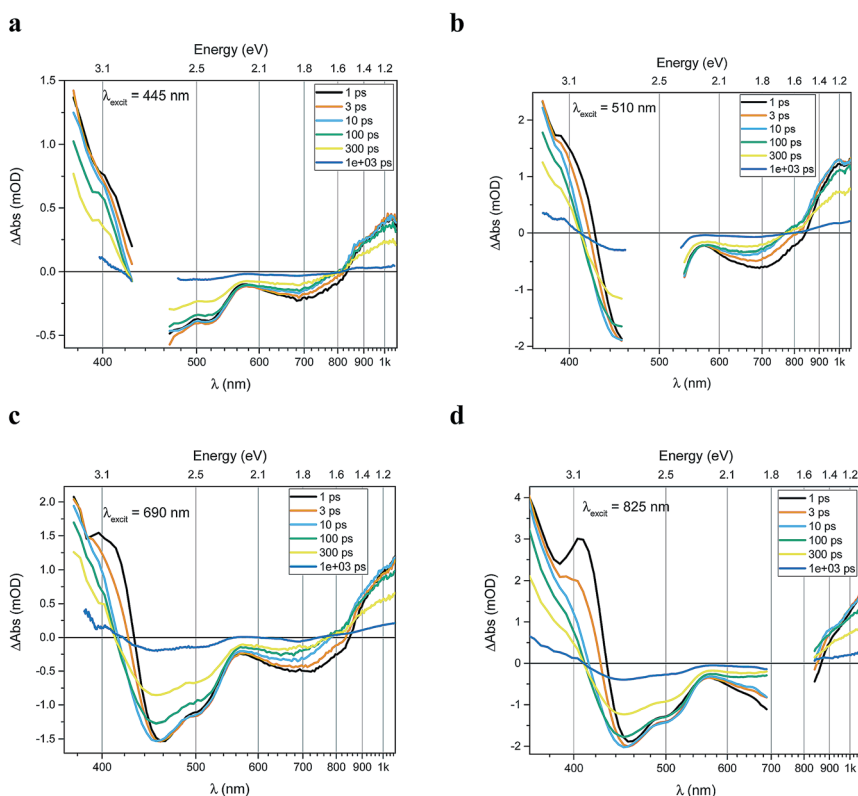 a
Energy (eV)
3.1 2.5 2.1 1.8 1.6 1.4 1.2
λexcit = 445 nm
1 ps
3 ps
10 ps
100 ps
300 ps
1e+03 ps
ΔAbs (mOD)
1.5
1.0
0.5
0.0
-0.5
400 500 600 700 800 900 1k
λ (nm)
b
Energy (eV)
3.1 2.5 2.1 1.8 1.6 1.4 1.2
λexcit = 510 nm
1 ps
3 ps
10 ps
100 ps
300 ps
1e+03 ps
ΔAbs (mOD)
2
1
0
-1
-2
400 500 600 700 800 900 1k
λ (nm)
c
Energy (eV)
3.1 2.5 2.1 1.8 1.6 1.4 1.2
λexcit = 690 nm
1 ps
3 ps
10 ps
100 ps
300 ps
1e+03 ps
ΔAbs (mOD)
2.0
1.5
1.0
0.5
0.0
-0.5
-1.0
-1.5
400 500 600 700 800 900 1k
λ (nm)
d
Energy (eV)
3.1 2.5 2.1 1.8 1.6 1.4 1.2
λexcit = 825 nm
1 ps
3 ps
10 ps
100 ps
300 ps
1e+03 ps
ΔAbs (mOD)
4
3
2
1
0
-1
-2
400 500 600 700 800 900 1k
λ (nm)